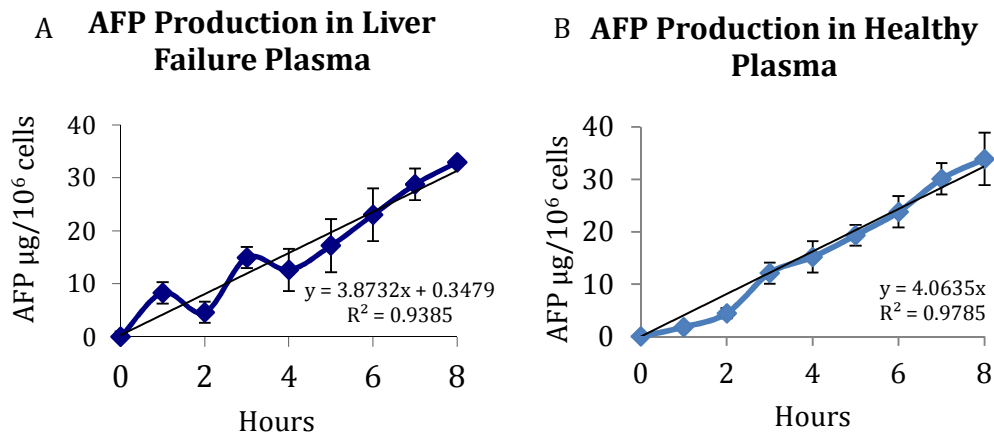 A
AFP Production in Liver
Failure Plasma
AFP µg/10⁶ cells
40
30
20
10
0
y = 3.8732x + 0.3479
R² = 0.9385
0 2 4 6 8
Hours
B
AFP Production in Healthy
Plasma
AFP µg/10⁶ cells
40
30
20
10
0
y = 4.0635x
R² = 0.9785
0 2 4 6 8
Hours